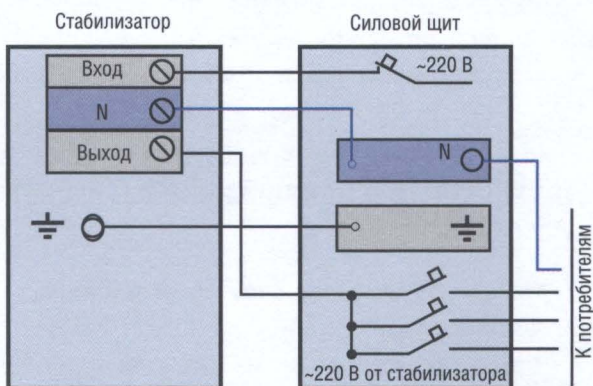 Стабилизатор
Силовой щит
Вход
~220 В
N
N
Выход
К потребителям
~220 В от стабилизатора